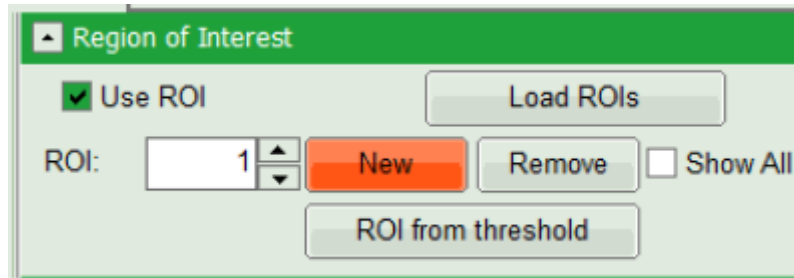 Region of Interest
Use ROI Load ROIs
ROI: 1 New Remove Show All
ROI from threshold